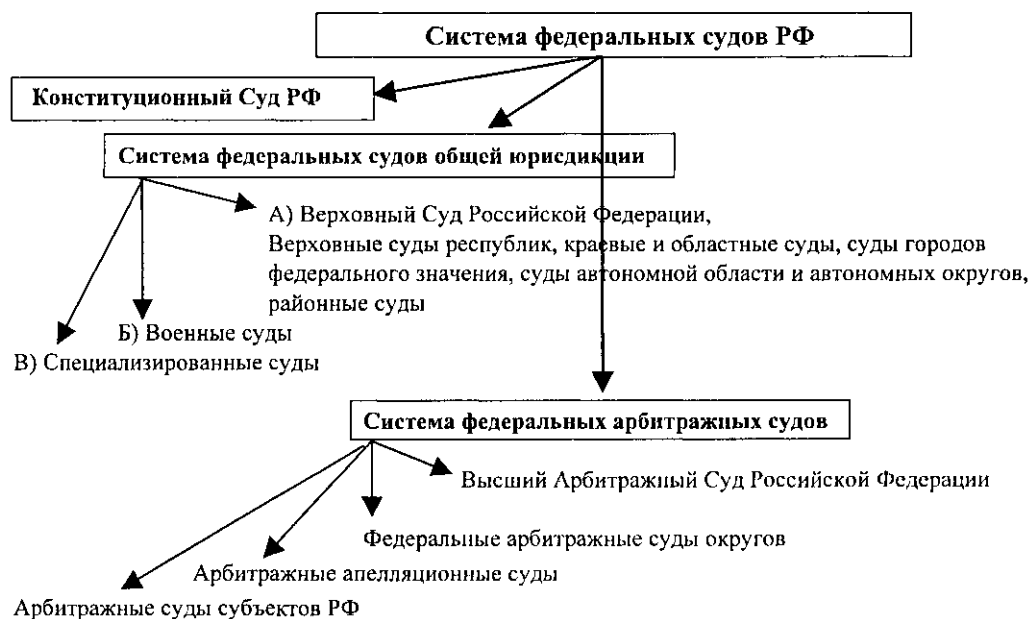 Система федеральных судов РФ
Конституционный Суд РФ
Система федеральных судов общей юрисдикции
А) Верховный Суд Российской Федерации,
Верховные суды республик, краевые и областные суды, суды городов
федерального значения, суды автономной области и автономных округов,
районные суды
Б) Военные суды
В) Специализированные суды
Система федеральных арбитражных судов
Высший Арбитражный Суд Российской Федерации
Федеральные арбитражные суды округов
Арбитражные апелляционные суды
Арбитражные суды субъектов РФ